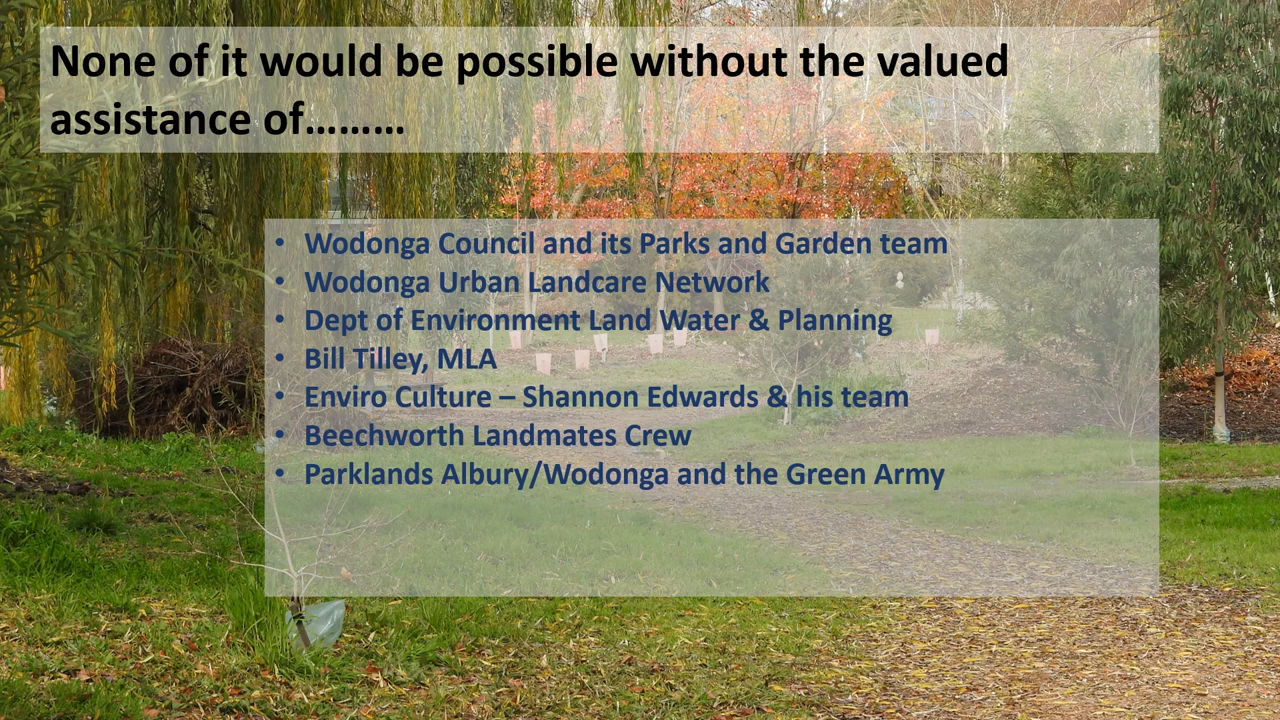 None of it would be possible without the valued
assistance of………
• Wodonga Council and its Parks and Garden team
• Wodonga Urban Landcare Network
• Dept of Environment Land Water & Planning
• Bill Tilley, MLA
• Enviro Culture – Shannon Edwards & his team
• Beechworth Landmates Crew
• Parklands Albury/Wodonga and the Green Army